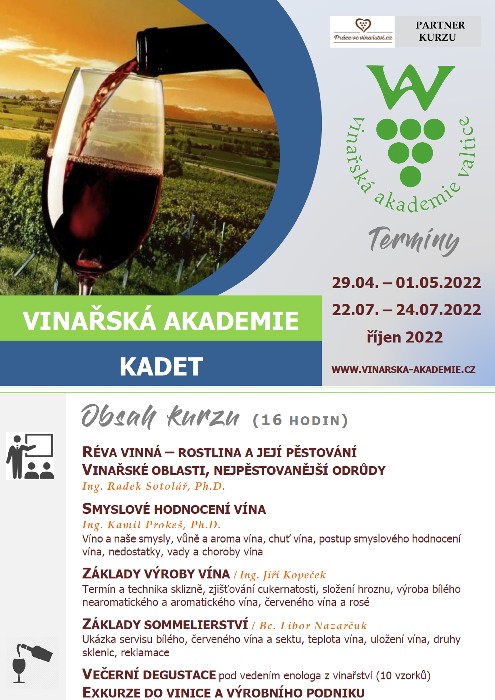 Práce ve vinařství.cz
PARTNER
KURZU
vinařská akademie valtice
Termíny
29.04. – 01.05.2022
22.07. – 24.07.2022
říjen 2022
WWW.VINARSKA-AKADEMIE.CZ
VINAŘSKÁ AKADEMIE
KADET
Obsah kurzu (16 HODIN)
RÉVA VINNÁ – ROSTLINA A JEJÍ PĚSTOVÁNÍ
VINAŘSKÉ OBLASTI, NEJPĚSTOVANĚJŠÍ ODRŮDY
Ing. Radek Sotolář, Ph.D.
SMYSLOVÉ HODNOCENÍ VÍNA
Ing. Kamil Prokeš, Ph.D.
Víno a naše smysly, vůně a aroma vína, chuť vína, postup smyslového hodnocení
vína, nedostatky, vady a choroby vína
ZÁKLADY VÝROBY VÍNA / Ing. Jiří Kopeček
Termín a technika sklizně, zjišťování cukernatosti, složení hroznu, výroba bílého
nearomatického a aromatického vína, červeného vína a rosé
ZÁKLADY SOMMELIERSTVÍ / Bc. Libor Nazarčuk
Ukázka servisu bílého, červeného vína a sektu, teplota vína, uložení vína, druhy
sklenic, reklamace
VEČERNÍ DEGUSTACE pod vedením enologa z vinařství (10 vzorků)
EXKURZE DO VINICE A VÝROBNÍHO PODNIKU